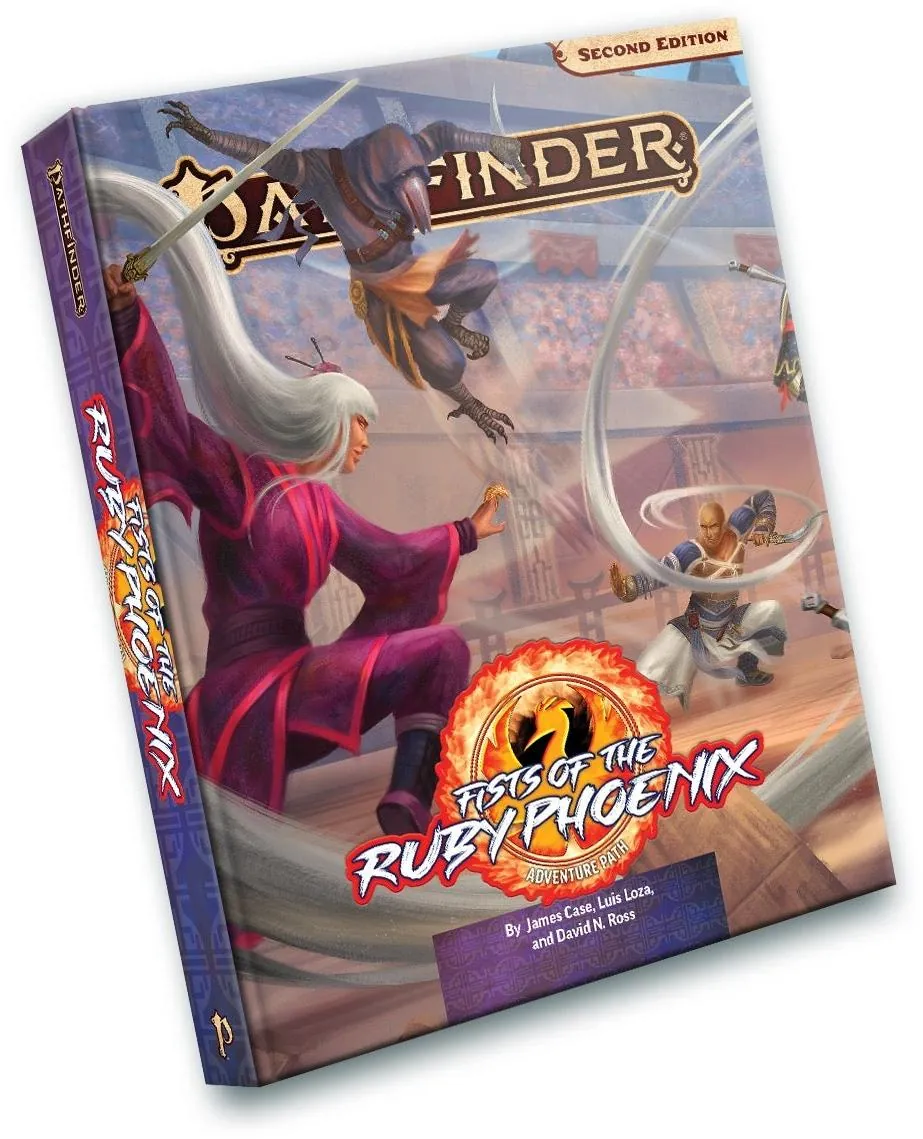 SECOND EDITION
PATHFINDER
FISTS OF THE
RUBY PHOENIX
ADVENTURE PATH
By James Case, Luis Loza,
and David N. Ross
PATHFINDER
FISTS OF THE
RUBY PHOENIX